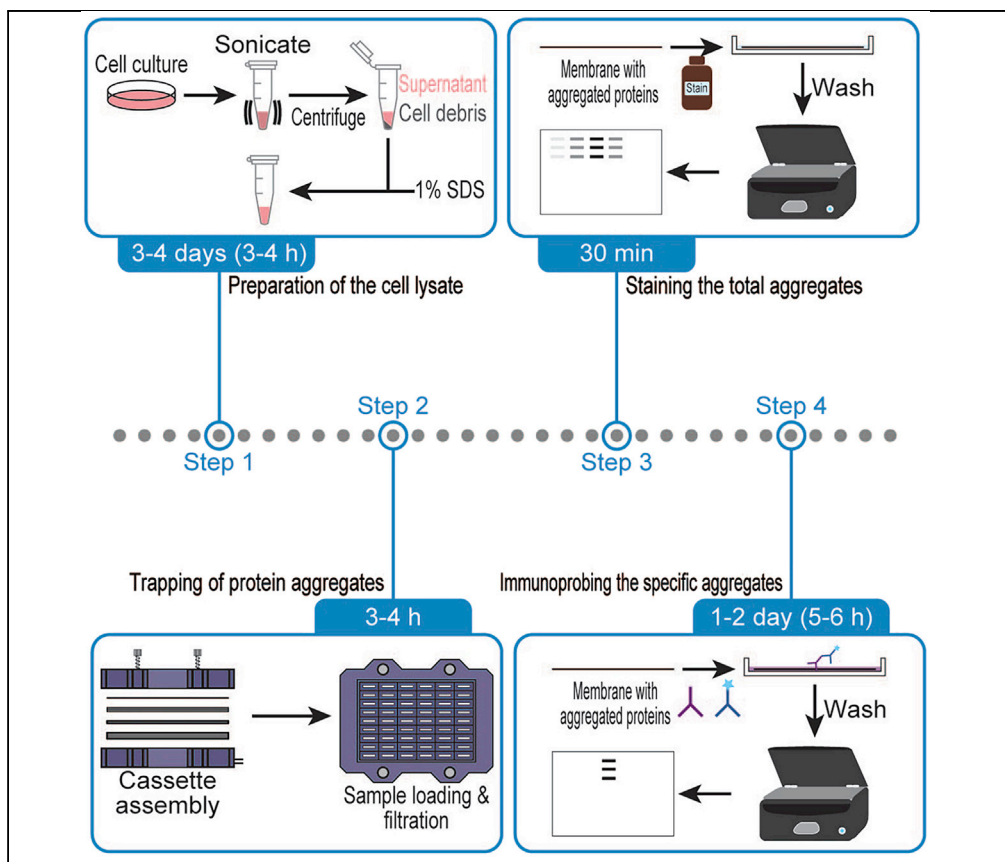 Cell culture
Sonicate
Centrifuge
Supernatant
Cell debris
1% SDS
3-4 days (3-4 h)
Preparation of the cell lysate
Membrane with
aggregated proteins
Stain
Wash
30 min
Staining the total aggregates
Step 1
Step 2
Step 3
Step 4
Trapping of protein aggregates
3-4 h
Cassette
assembly
Sample loading &
filtration
Immunoprobing the specific aggregates
1-2 day (5-6 h)
Membrane with
aggregated proteins
Wash